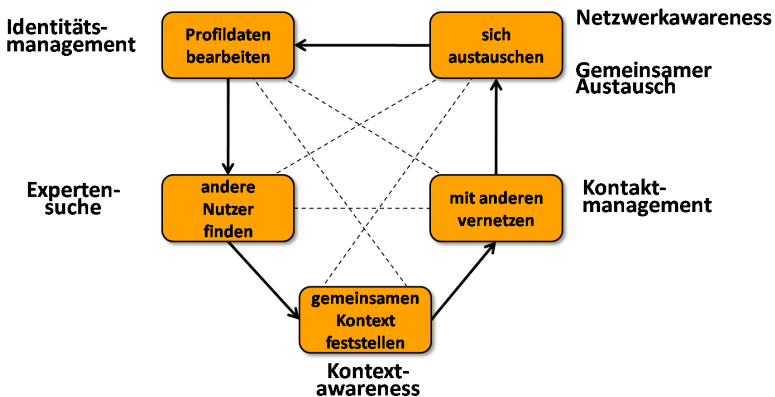 Identitäts-
management
Profildaten
bearbeiten
sich
austauschen
Netzwerkawareness
Gemeinsamer
Austausch
Experten-
suche
andere
Nutzer
finden
mit anderen
vernetzen
Kontakt-
management
gemeinsamen
Kontext
feststellen
Kontext-
awareness